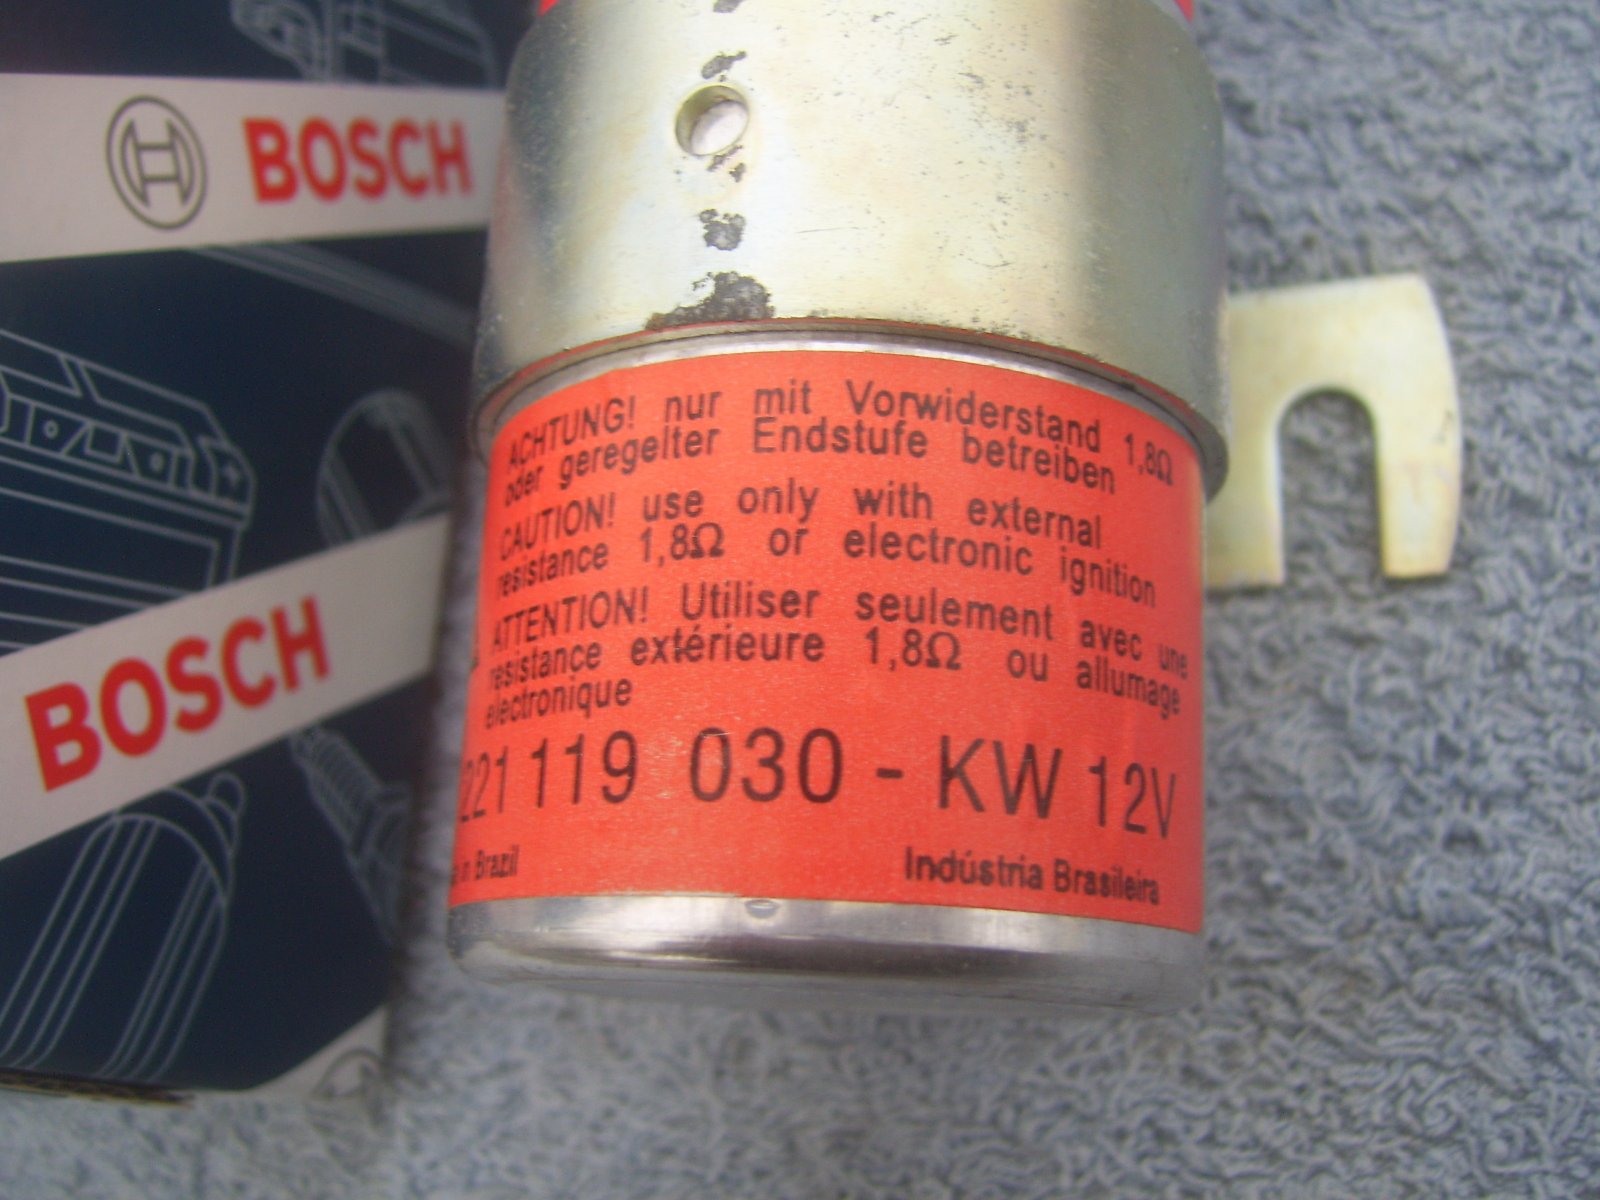 BOSCH
BOSCH
ACHTUNG! nur mit Vorwiderstand 1,8Ω
oder geregelter Endstufe betreiben
CAUTION! use only with external
resistance 1,8Ω or electronic ignition
ATTENTION! Utiliser seulement avec une
resistance extérieure 1,8Ω ou allumage
electronique
221 119 030 - KW 12V
in Brazil
Indústria Brasileira